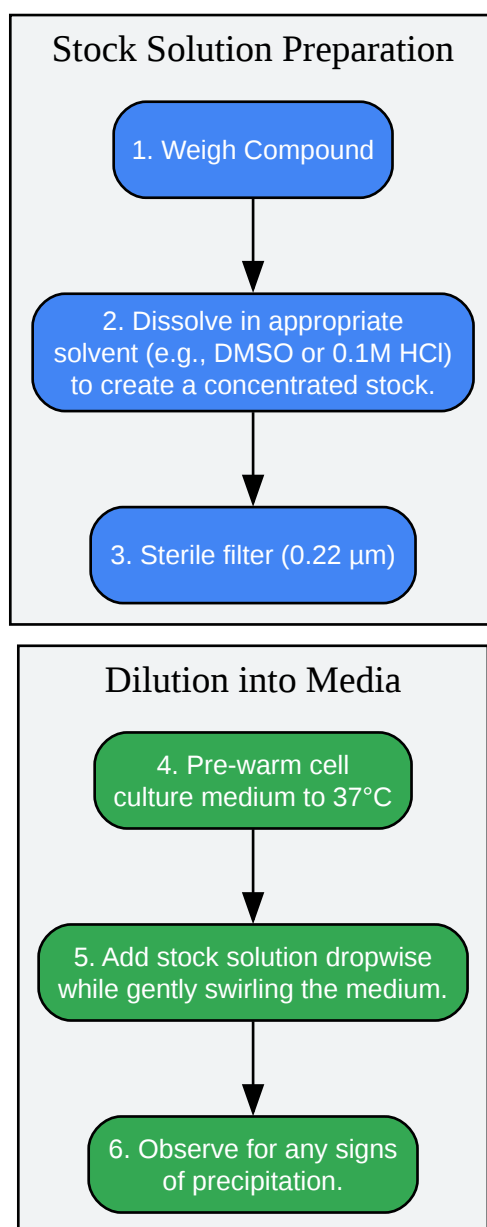 Stock Solution Preparation
1. Weigh Compound
2. Dissolve in appropriate
solvent (e.g., DMSO or 0.1M HCl)
to create a concentrated stock.
3. Sterile filter (0.22 µm)
Dilution into Media
4. Pre-warm cell
culture medium to 37°C
5. Add stock solution dropwise
while gently swirling the medium.
6. Observe for any signs
of precipitation.